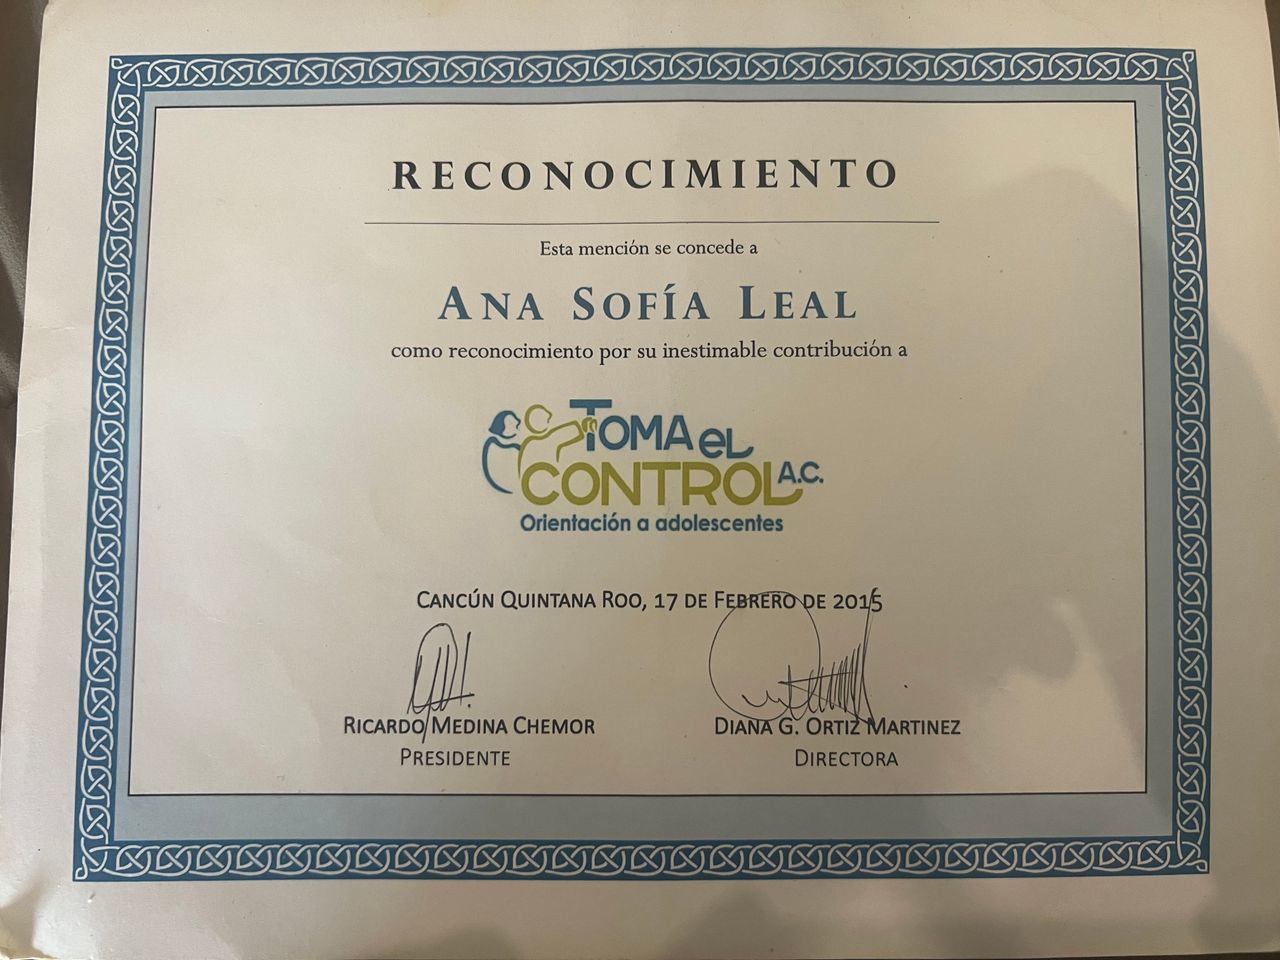 RECONOCIMIENTO
Esta mención se concede a
ANA SOFÍA LEAL
como reconocimiento por su inestimable contribución a
TOMA eL
CONTROL A.C.
Orientación a adolescentes
CANCÚN QUINTANA ROO, 17 DE FEBRERO DE 2015
RICARDO MEDINA CHEMOR
PRESIDENTE
DIANA G. ORTIZ MARTINEZ
DIRECTORA